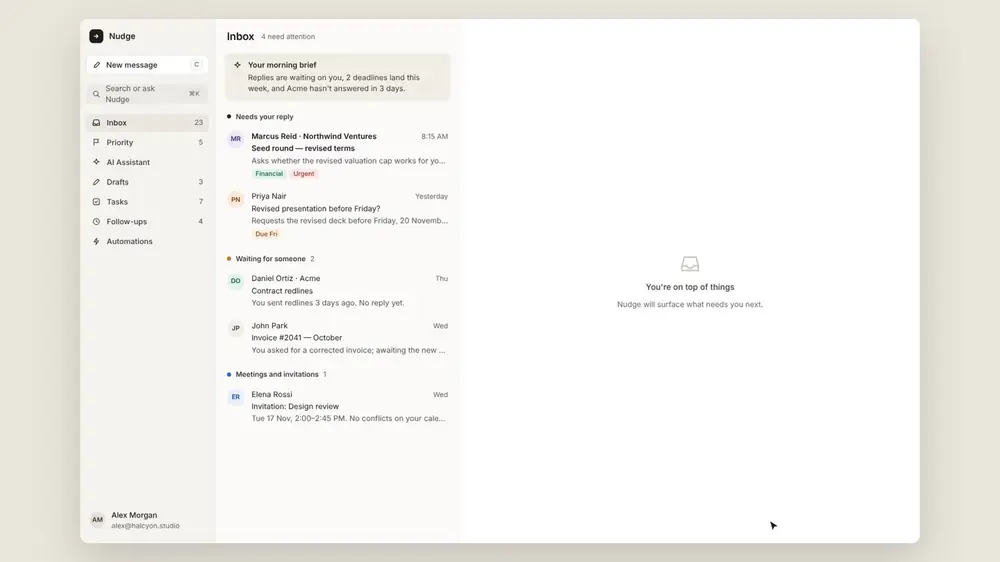 Nudge
New message C
Search or ask
Nudge ⌘K
Inbox 23
Priority 5
AI Assistant
Drafts 3
Tasks 7
Follow-ups 4
Automations
AM
Alex Morgan
alex@halcyon.studio
Inbox 4 need attention
Your morning brief
Replies are waiting on you, 2 deadlines land this
week, and Acme hasn't answered in 3 days.
Needs your reply
MR
Marcus Reid · Northwind Ventures 8:15 AM
Seed round — revised terms
Asks whether the revised valuation cap works for yo...
Financial Urgent
PN
Priya Nair Yesterday
Revised presentation before Friday?
Requests the revised deck before Friday, 20 Novemb...
Due Fri
Waiting for someone 2
DO
Daniel Ortiz · Acme Thu
Contract redlines
You sent redlines 3 days ago. No reply yet.
JP
John Park Wed
Invoice #2041 — October
You asked for a corrected invoice; awaiting the new ...
Meetings and invitations 1
ER
Elena Rossi Wed
Invitation: Design review
Tue 17 Nov, 2:00–2:45 PM. No conflicts on your cale...
You're on top of things
Nudge will surface what needs you next.